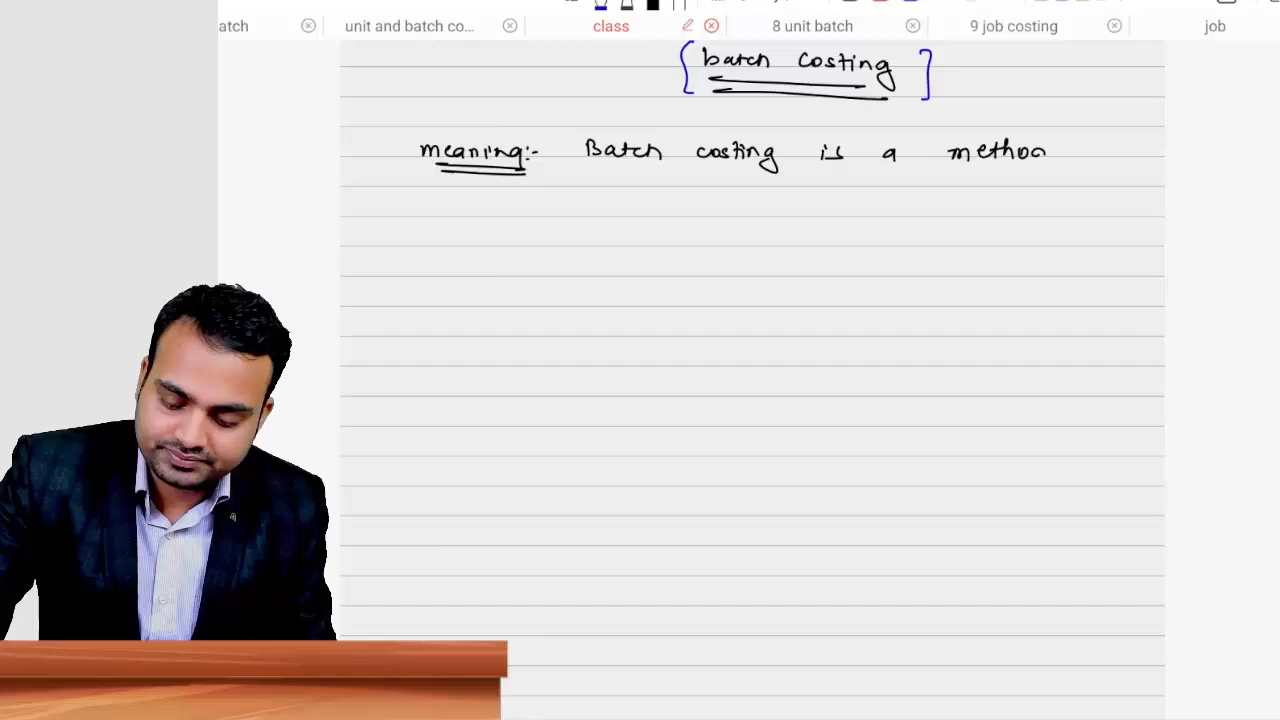 atch unit and batch co... class 8 unit batch 9 job costing job
[batch costing]
meaning:- Batch costing is a method